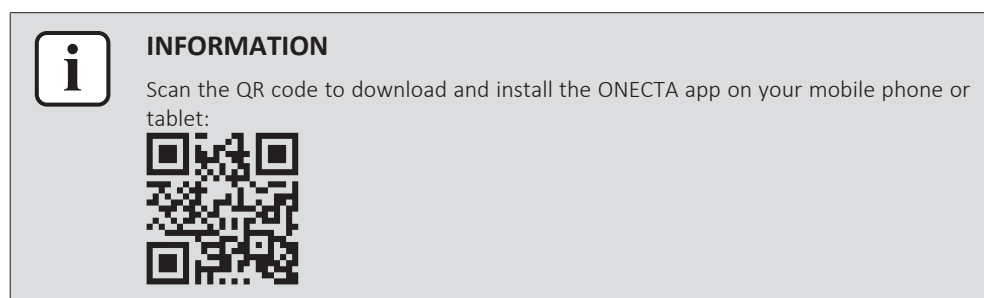 i
INFORMATION
Scan the QR code to download and install the ONECTA app on your mobile phone or
tablet: